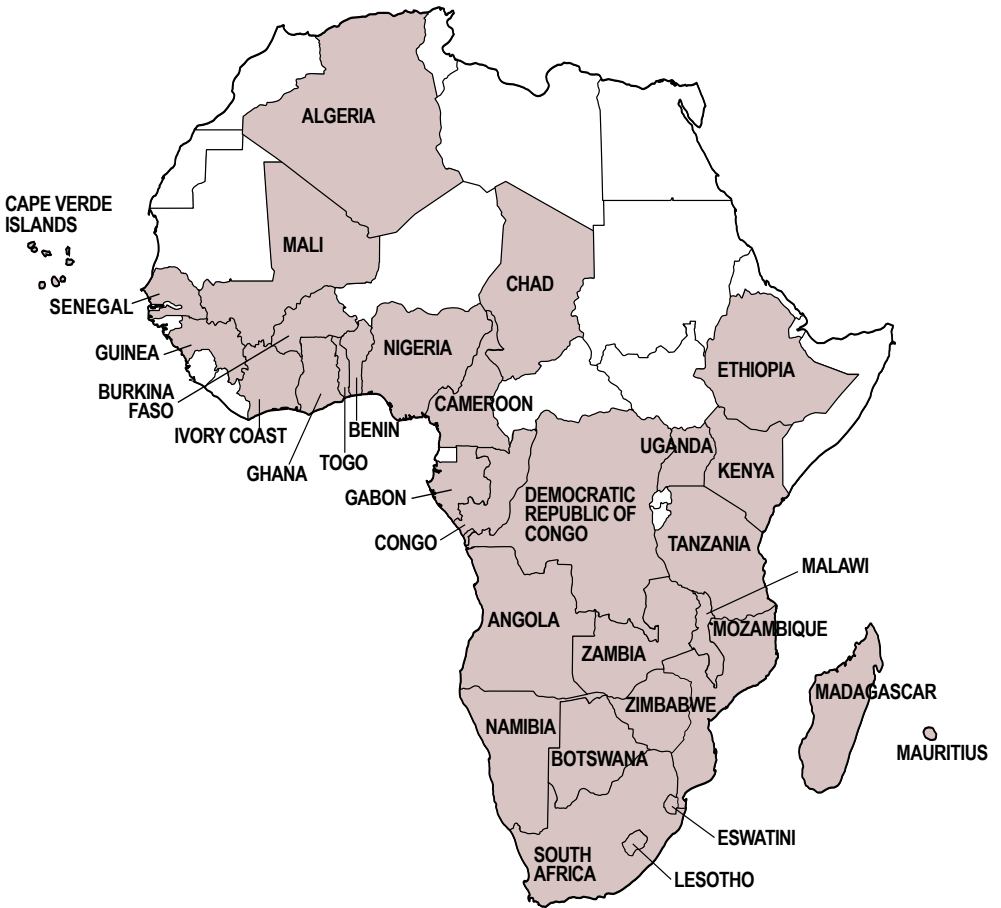 ALGERIA
CAPE VERDE
ISLANDS
MALI
CHAD
SENEGAL
NIGERIA
GUINEA
ETHIOPIA
BURKINA
FASO
CAMEROON
IVORY COAST
BENIN
UGANDA
TOGO
GHANA
KENYA
GABON
DEMOCRATIC
REPUBLIC OF
CONGO
CONGO
TANZANIA
MALAWI
ANGOLA
MOZAMBIQUE
ZAMBIA
MADAGASCAR
ZIMBABWE
NAMIBIA
MAURITIUS
BOTSWANA
ESWATINI
SOUTH
AFRICA
LESOTHO